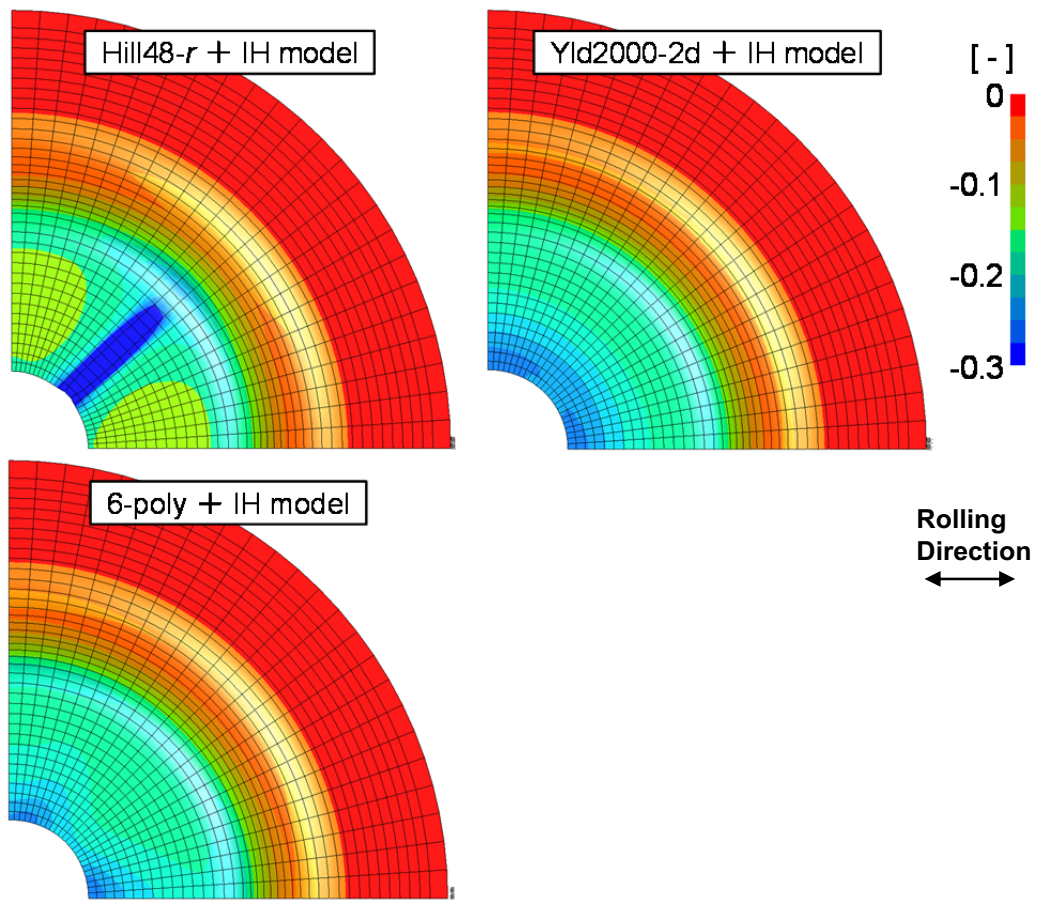 Hill48-r + IH model
Yld2000-2d + IH model
[ - ]
0
-0.1
-0.2
-0.3
6-poly + IH model
Rolling
Direction